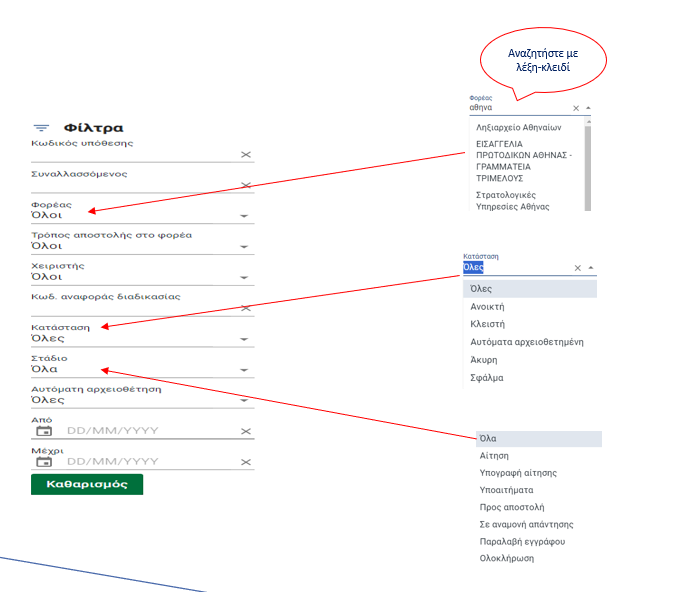 Αναζητήστε με
λέξη-κλειδί
Φίλτρα
Κωδικός υπόθεσης
Συναλλασσόμενος
Φορέας
Όλοι
Τρόπος αποστολής στο φορέα
Όλοι
Χειριστής
Όλοι
Κωδ. αναφοράς διαδικασίας
Κατάσταση
Όλες
Στάδιο
Όλα
Αυτόματη αρχειοθέτηση
Όλες
Από
DD/MM/YYYY
Μέχρι
DD/MM/YYYY
Καθαρισμός
Φορέας
αθηνα
Ληξιαρχείο Αθηναίων
ΕΙΣΑΓΓΕΛΙΑ
ΠΡΩΤΟΔΙΚΩΝ ΑΘΗΝΑΣ -
ΓΡΑΜΜΑΤΕΙΑ
ΤΡΙΜΕΛΟΥΣ
Στρατολογικές
Υπηρεσίες Αθήνας
Κατάσταση
Όλες
Όλες
Ανοικτή
Κλειστή
Αυτόματα αρχειοθετημένη
Άκυρη
Σφάλμα
Όλα
Αίτηση
Υπογραφή αίτησης
Υποαιτήματα
Προς αποστολή
Σε αναμονή απάντησης
Παραλαβή εγγράφου
Ολοκλήρωση